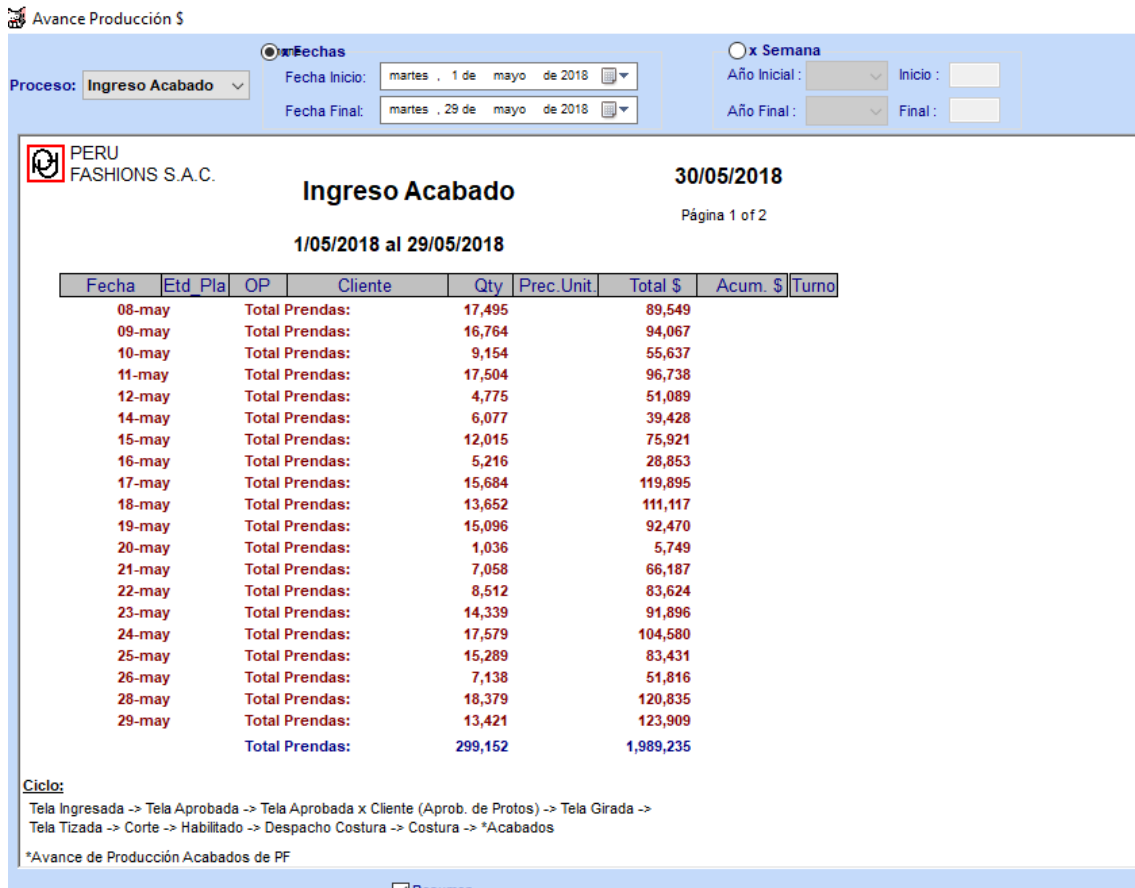 Avance Producción $
x Fechas
x Semana
Proceso: Ingreso Acabado
Fecha Inicio: martes , 1 de mayo de 2018
Año Inicial : Inicio :
Fecha Final: martes , 29 de mayo de 2018
Año Final : Final :
PERU
FASHIONS S.A.C.
Ingreso Acabado
30/05/2018
Página 1 of 2
1/05/2018 al 29/05/2018
Fecha Etd_Pla OP Cliente Qty Prec.Unit. Total $ Acum. $ Turno
08-may Total Prendas: 17,495 89,549
09-may Total Prendas: 16,764 94,067
10-may Total Prendas: 9,154 55,637
11-may Total Prendas: 17,504 96,738
12-may Total Prendas: 4,775 51,089
14-may Total Prendas: 6,077 39,428
15-may Total Prendas: 12,015 75,921
16-may Total Prendas: 5,216 28,853
17-may Total Prendas: 15,684 119,895
18-may Total Prendas: 13,652 111,117
19-may Total Prendas: 15,096 92,470
20-may Total Prendas: 1,036 5,749
21-may Total Prendas: 7,058 66,187
22-may Total Prendas: 8,512 83,624
23-may Total Prendas: 14,339 91,896
24-may Total Prendas: 17,579 104,580
25-may Total Prendas: 15,289 83,431
26-may Total Prendas: 7,138 51,816
28-may Total Prendas: 18,379 120,835
29-may Total Prendas: 13,421 123,909
Total Prendas: 299,152 1,989,235
Ciclo:
Tela Ingresada -> Tela Aprobada -> Tela Aprobada x Cliente (Aprob. de Protos) -> Tela Girada ->
Tela Tizada -> Corte -> Habilitado -> Despacho Costura -> Costura -> *Acabados
*Avance de Producción Acabados de PF